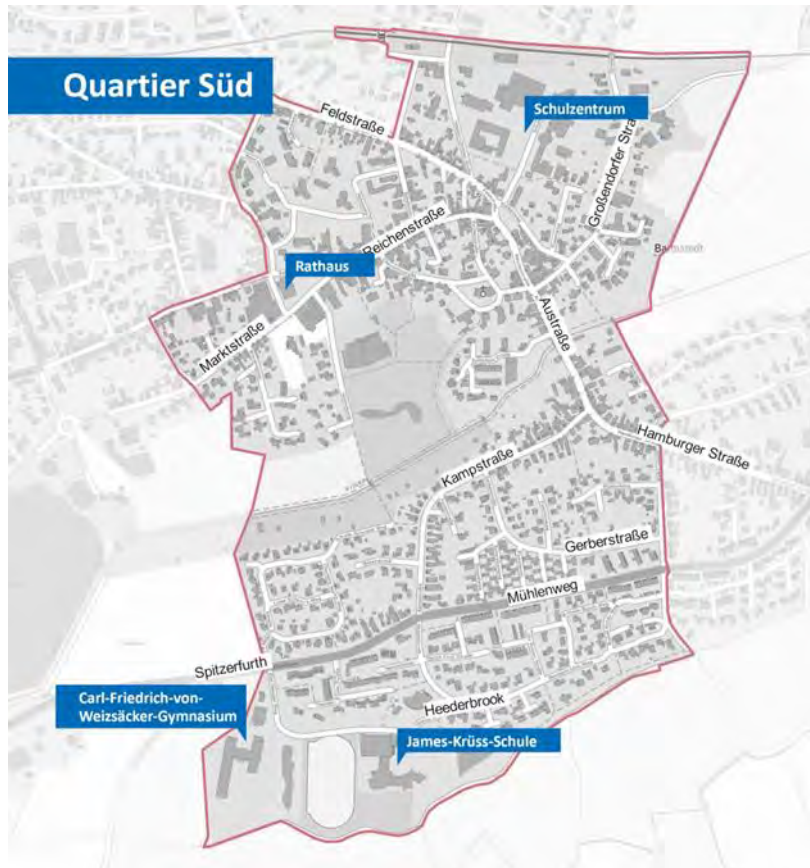 Quartier Süd
Feldstraße
Schulzentrum
Großendorfer Stra
Reichenstraße
Rathaus
Marktstraße
Austraße
Hamburger Straße
Kampstraße
Gerberstraße
Mühlenweg
Spitzerfurth
Carl-Friedrich-von-
Weizsäcker-Gymnasium
Heederbrook
James-Krüss-Schule